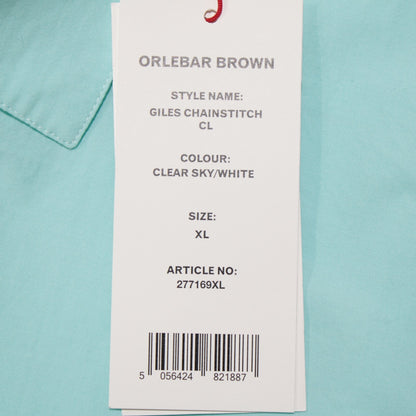 ORLEBAR BROWN
STYLE NAME:
GILES CHAINSTITCH
CL
COLOUR:
CLEAR SKY/WHITE
SIZE:
XL
ARTICLE NO:
277169XL
5 056424 821887